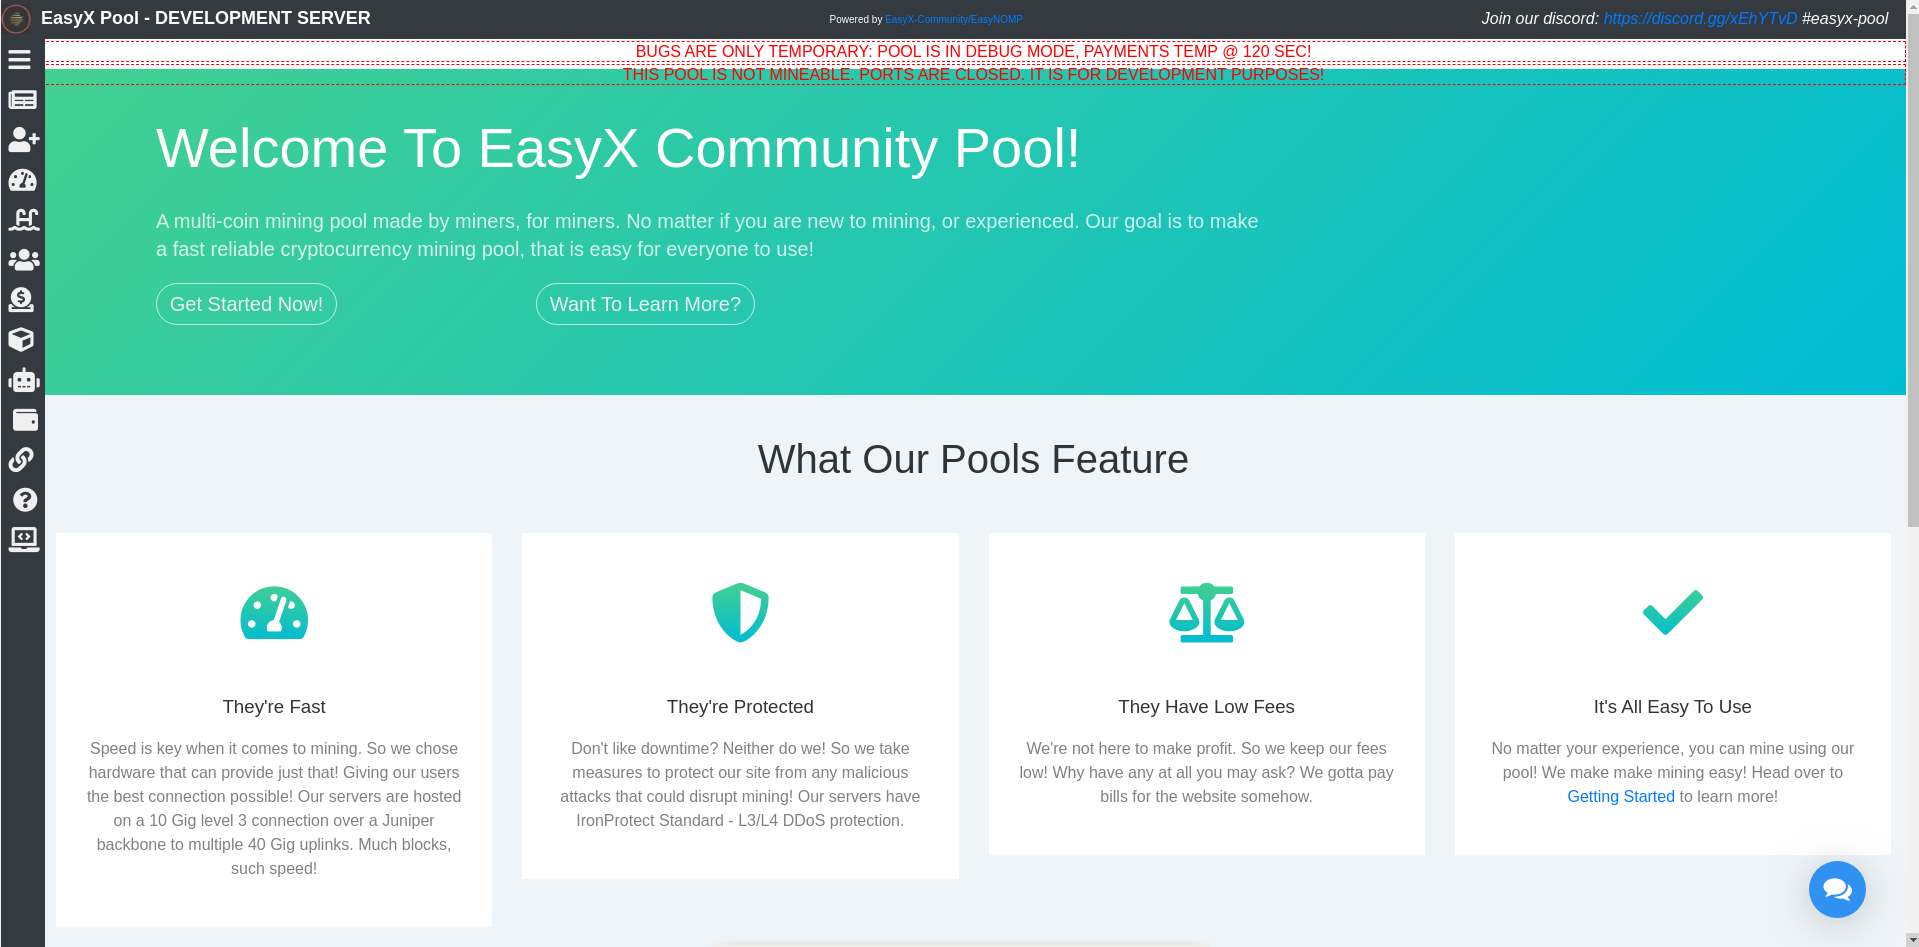 EasyX Pool - DEVELOPMENT SERVER
Powered by EasyX-Community/EasyNOMP
Join our discord: https://discord.gg/xEhYTvD #easyx-pool
BUGS ARE ONLY TEMPORARY: POOL IS IN DEBUG MODE, PAYMENTS TEMP @ 120 SEC!
THIS POOL IS NOT MINEABLE. PORTS ARE CLOSED. IT IS FOR DEVELOPMENT PURPOSES!
Welcome To EasyX Community Pool!
A multi-coin mining pool made by miners, for miners. No matter if you are new to mining, or experienced. Our goal is to make
a fast reliable cryptocurrency mining pool, that is easy for everyone to use!
Get Started Now!
Want To Learn More?
What Our Pools Feature
They're Fast
Speed is key when it comes to mining. So we chose
hardware that can provide just that! Giving our users
the best connection possible! Our servers are hosted
on a 10 Gig level 3 connection over a Juniper
backbone to multiple 40 Gig uplinks. Much blocks,
such speed!
They're Protected
Don't like downtime? Neither do we! So we take
measures to protect our site from any malicious
attacks that could disrupt mining! Our servers have
IronProtect Standard - L3/L4 DDoS protection.
They Have Low Fees
We're not here to make profit. So we keep our fees
low! Why have any at all you may ask? We gotta pay
bills for the website somehow.
It's All Easy To Use
No matter your experience, you can mine using our
pool! We make make mining easy! Head over to
Getting Started to learn more!